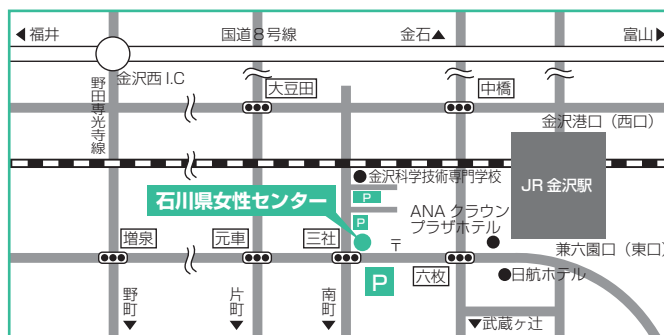 ◀福井
国道8号線
金石▲
富山▶
金沢西I.C
野田専光寺線
大豆田
中橋
金沢港口（西口）
金沢科学技術専門学校
P
JR 金沢駅
石川県女性センター
P
ANA クラウン
プラザホテル
〒
増泉
元車
三社
兼六園口（東口）
P
六枚
日航ホテル
野町▼
片町▼
南町▼
▼武蔵ヶ辻